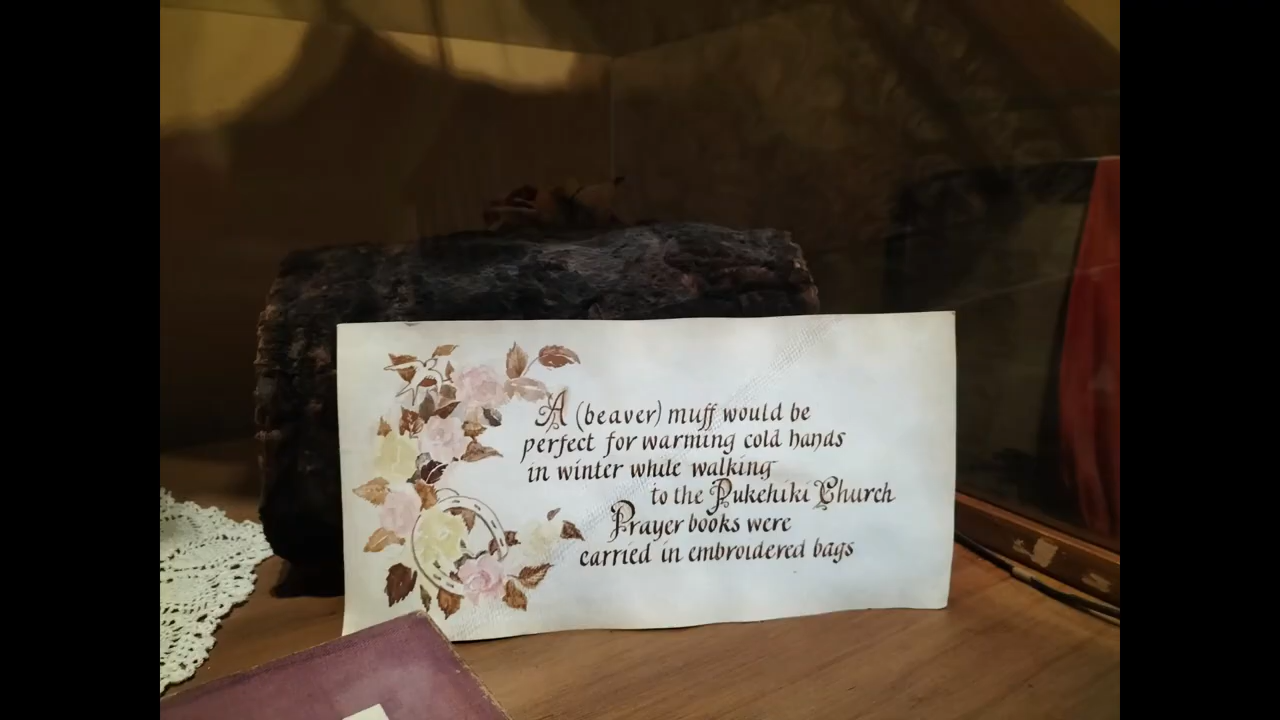 A (beaver) muff would be
perfect for warming cold hands
in winter while walking
to the Pukehiki Church
Prayer books were
carried in embroidered bags